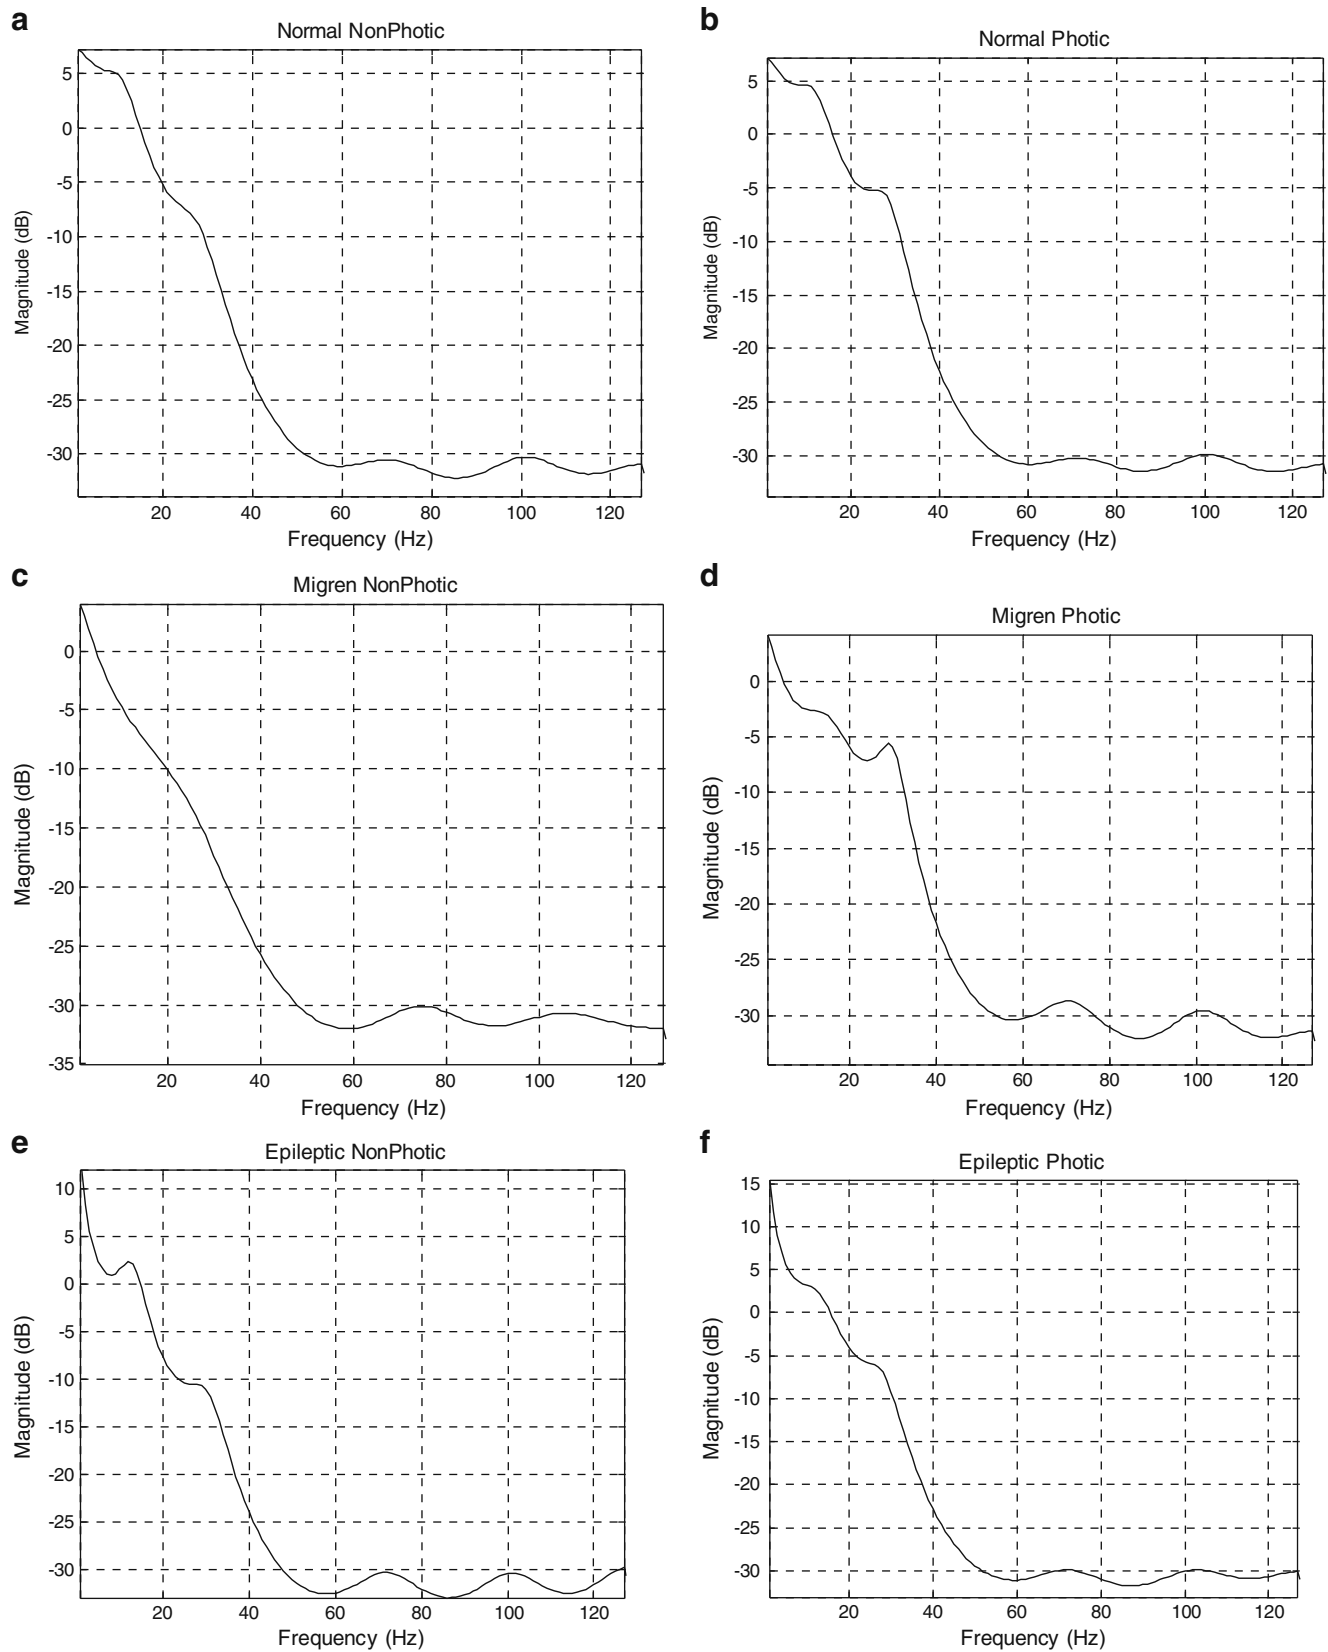 a
Normal NonPhotic
5
0
-5
-10
-15
-20
-25
-30
Magnitude (dB)
20 40 60 80 100 120
Frequency (Hz)
b
Normal Photic
5
0
-5
-10
-15
-20
-25
-30
Magnitude (dB)
20 40 60 80 100 120
Frequency (Hz)
c
Migren NonPhotic
0
-5
-10
-15
-20
-25
-30
-35
Magnitude (dB)
20 40 60 80 100 120
Frequency (Hz)
d
Migren Photic
0
-5
-10
-15
-20
-25
-30
Magnitude (dB)
20 40 60 80 100 120
Frequency (Hz)
e
Epileptic NonPhotic
10
5
0
-5
-10
-15
-20
-25
-30
Magnitude (dB)
20 40 60 80 100 120
Frequency (Hz)
f
Epileptic Photic
15
10
5
0
-5
-10
-15
-20
-25
-30
Magnitude (dB)
20 40 60 80 100 120
Frequency (Hz)